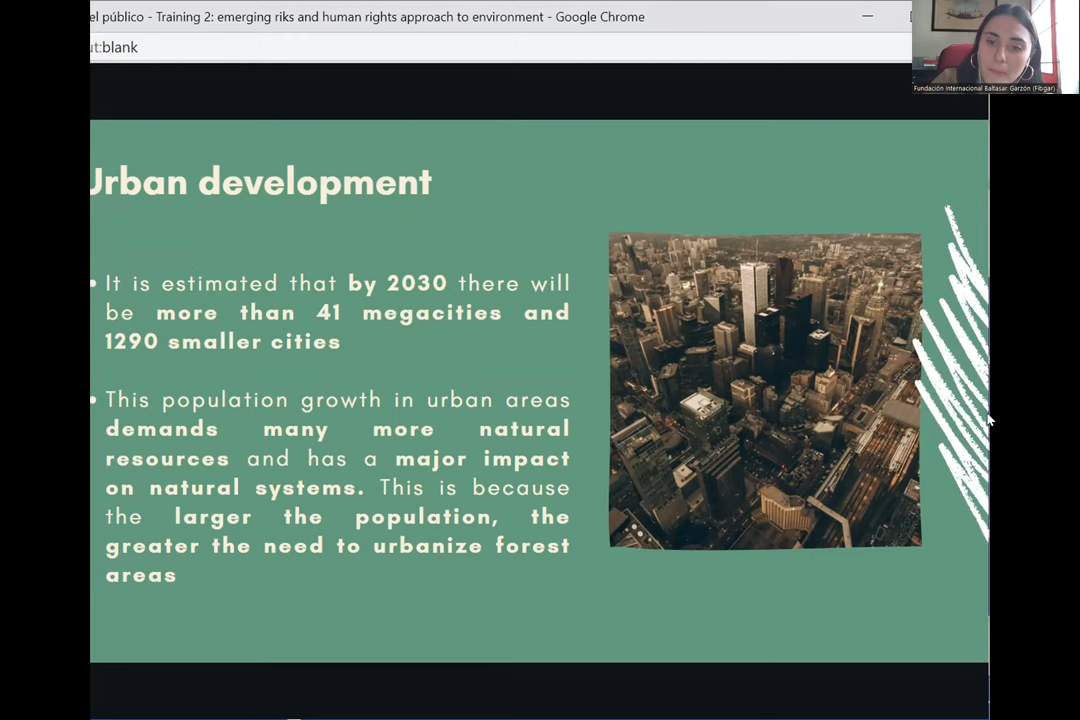 el público - Training 2: emerging riks and human rights approach to environment - Google Chrome
ut:blank
Fundación Internacional Baltasar Garzón (Fibgar)
Urban development
• It is estimated that by 2030 there will
be more than 41 megacities and
1290 smaller cities
• This population growth in urban areas
demands many more natural
resources and has a major impact
on natural systems. This is because
the larger the population, the
greater the need to urbanize forest
areas